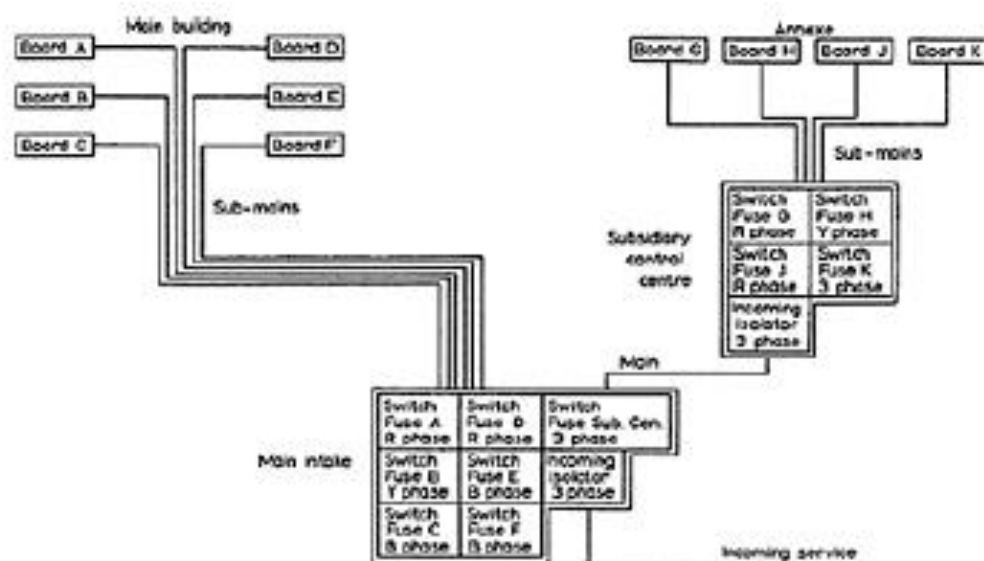 Main building
Board A
Board D
Board B
Board E
Board C
Board F
Sub-mains
Annexe
Board G
Board H
Board J
Board K
Sub-mains
Subsidiary
control
centre
Switch
Fuse G
R phase
Switch
Fuse H
Y phase
Switch
Fuse J
R phase
Switch
Fuse K
3 phase
Incoming
isolator
3 phase
Main
Main intake
Switch
Fuse A
R phase
Switch
Fuse D
R phase
Switch
Fuse Sub. Cen.
3 phase
Switch
Fuse B
Y phase
Switch
Fuse E
B phase
Incoming
isolator
3 phase
Switch
Fuse C
B phase
Switch
Fuse F
B phase
Incoming service